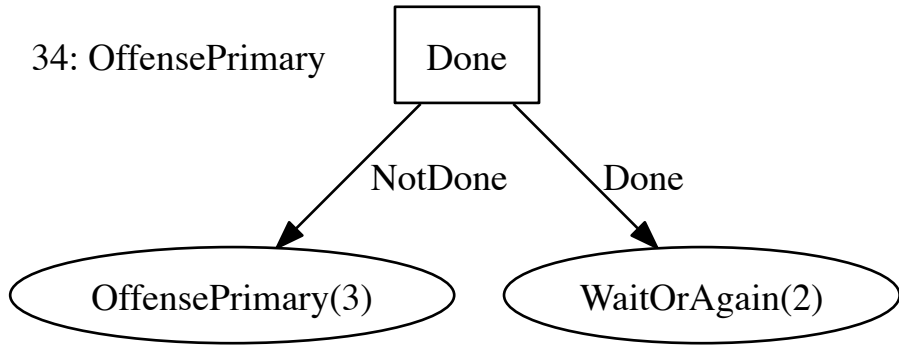 34: OffensePrimary
Done
NotDone
Done
OffensePrimary(3)
WaitOrAgain(2)